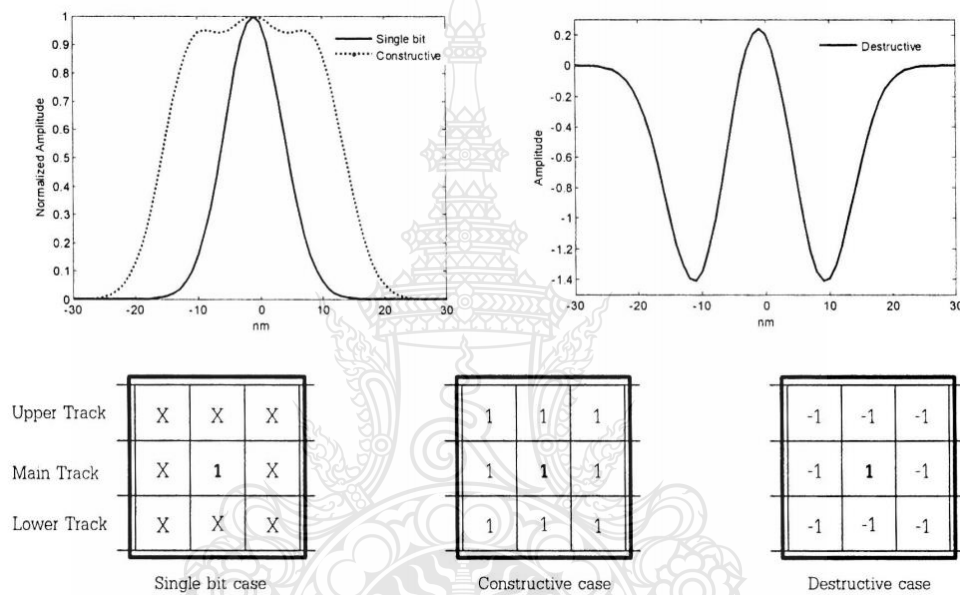 Single bit
Constructive
Normalized Amplitude
1
0.9
0.8
0.7
0.6
0.5
0.4
0.3
0.2
0.1
0
-30 -20 -10 0 10 20 30
nm
Destructive
Amplitude
0.2
0
-1.4
-0.6
-0.8
-1
-1.2
-1.4
-30 -20 -10 0 10 20 30
nm
Upper Track X X X 1 1 1 -1 -1 -1
Main Track X 1 X 1 1 1 -1 1 -1
Lower Track X X X 1 1 1 -1 -1 -1
Single bit case Constructive case Destructive case